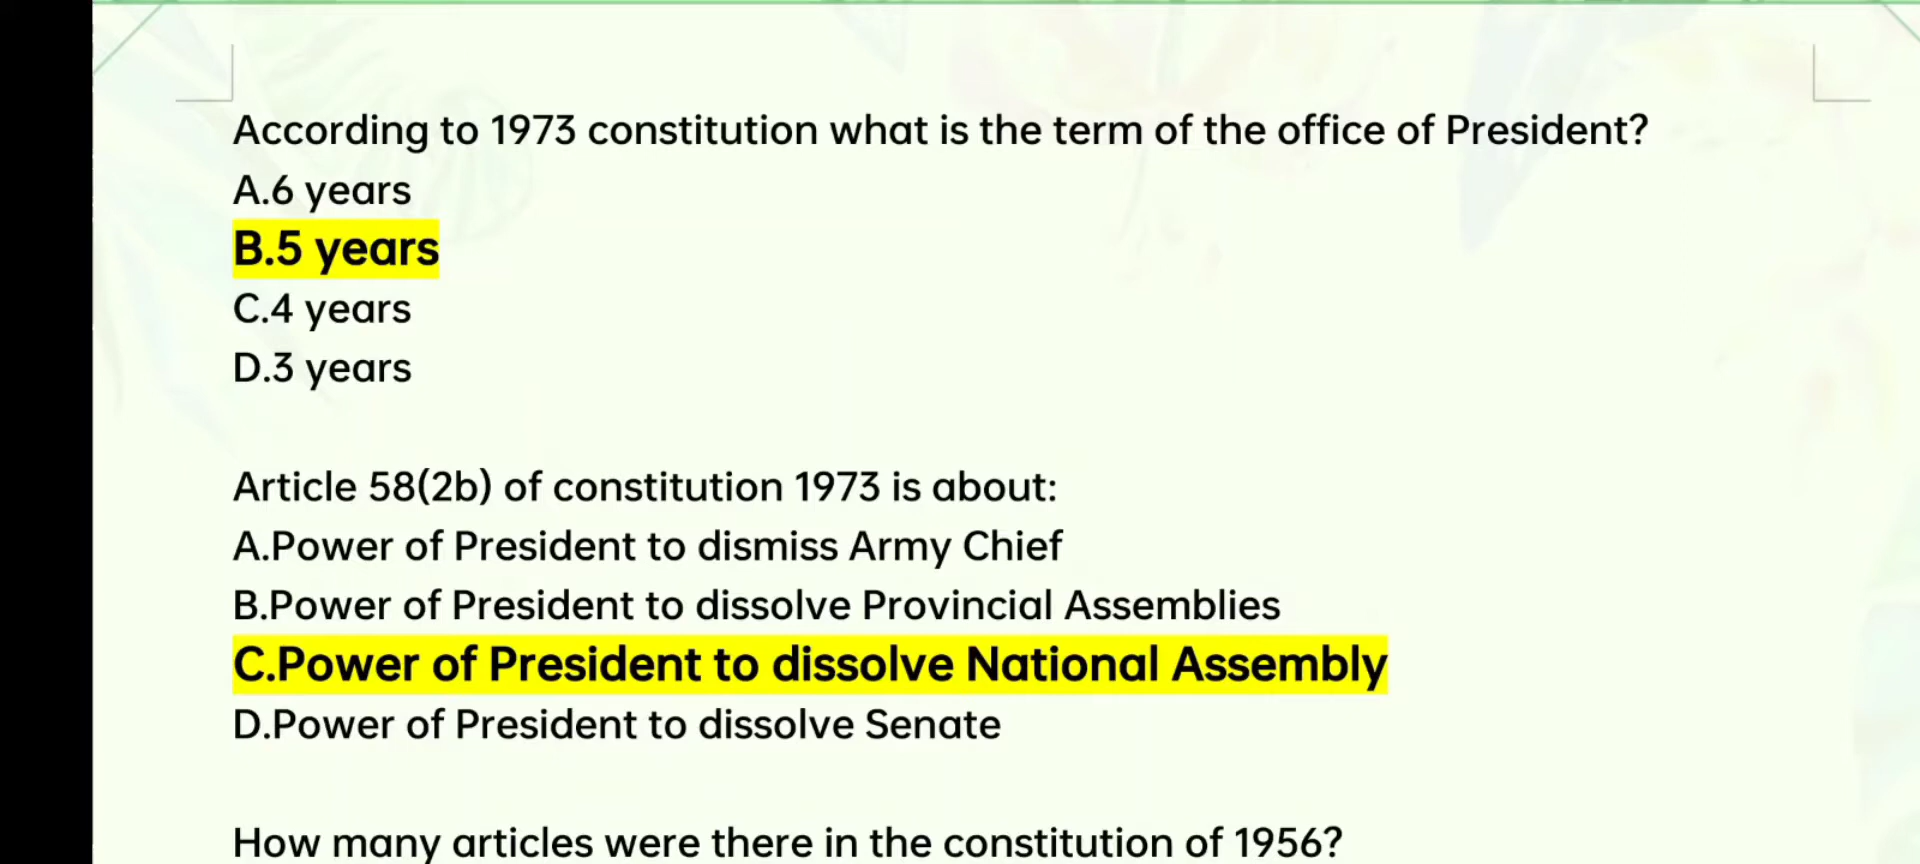 According to 1973 constitution what is the term of the office of President?
A.6 years
B.5 years
C.4 years
D.3 years
Article 58(2b) of constitution 1973 is about:
A.Power of President to dismiss Army Chief
B.Power of President to dissolve Provincial Assemblies
C.Power of President to dissolve National Assembly
D.Power of President to dissolve Senate
How many articles were there in the constitution of 1956?